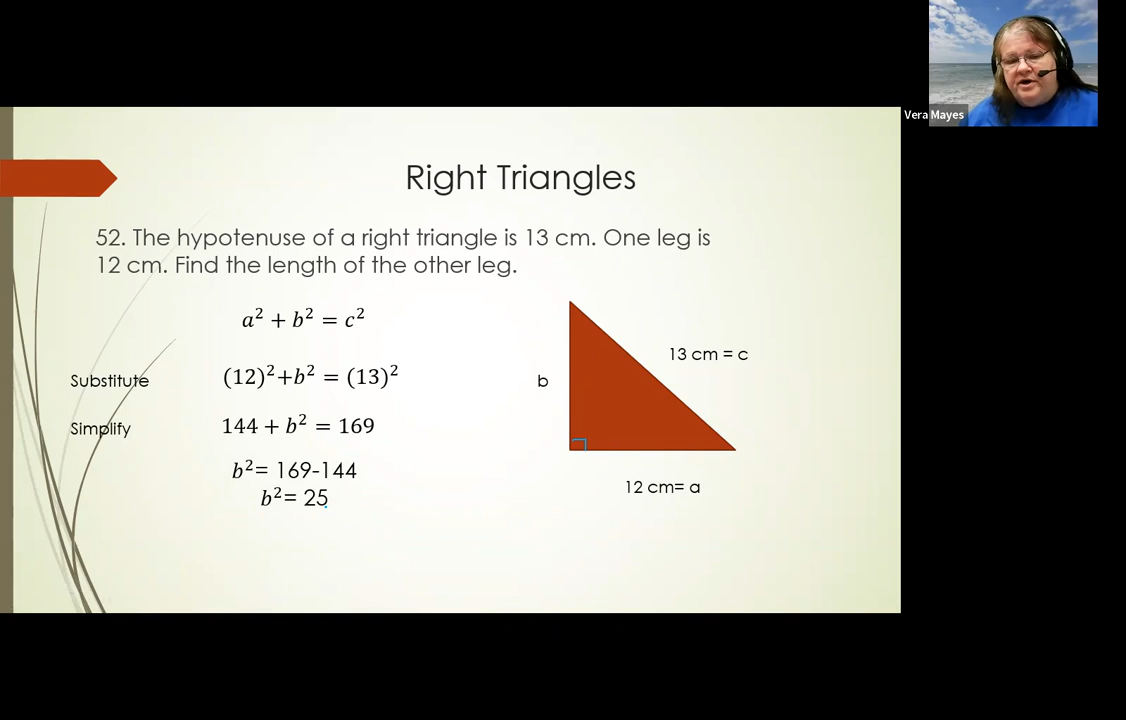 Vera Mayes
Right Triangles
52. The hypotenuse of a right triangle is 13 cm. One leg is
12 cm. Find the length of the other leg.
a² + b² = c²
Substitute (12)²+b² = (13)²
Simplify 144 + b² = 169
b²= 169-144
b²= 25
13 cm = c
b
12 cm= a